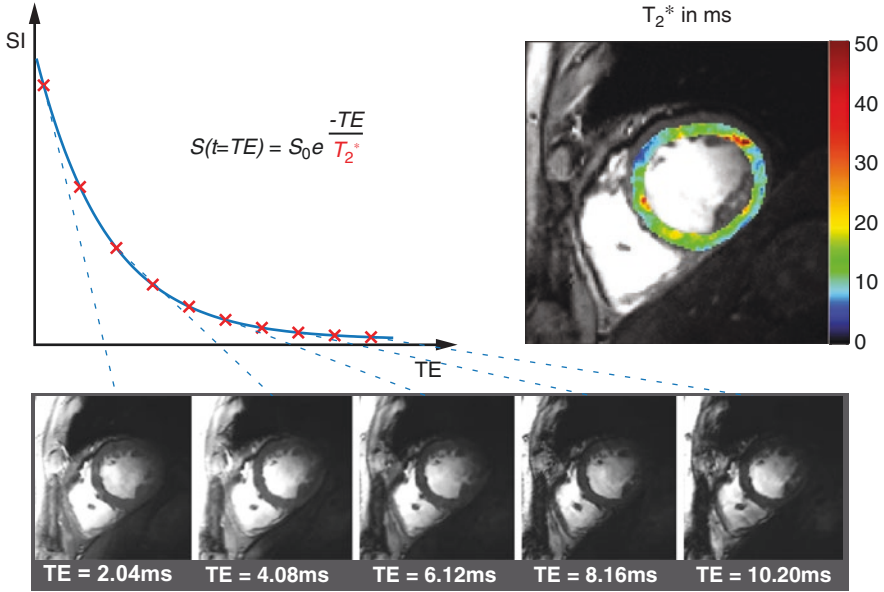 SI
S(t=TE) = S₀e^(-TE/T₂*)
TE
T₂* in ms
50
40
30
20
10
0
TE = 2.04ms
TE = 4.08ms
TE = 6.12ms
TE = 8.16ms
TE = 10.20ms